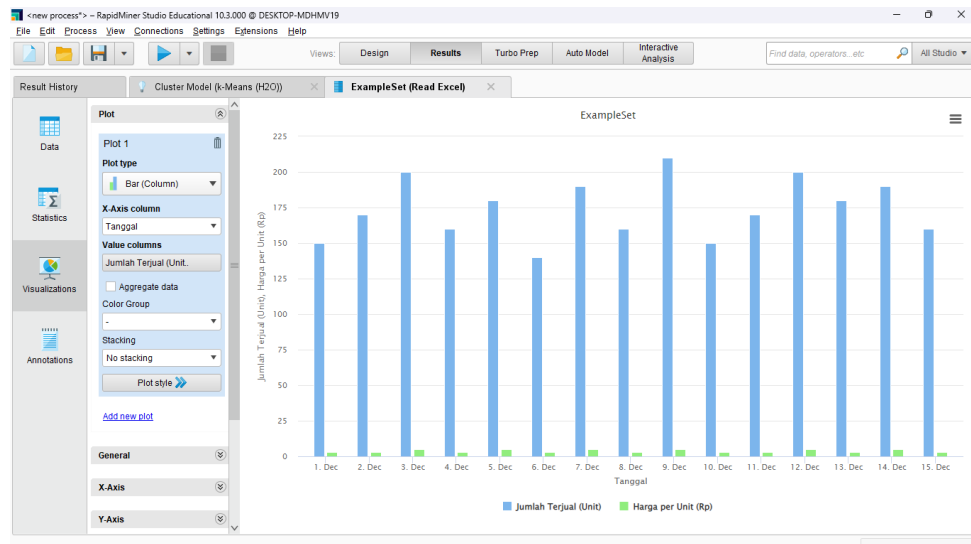 <new process*> – RapidMiner Studio Educational 10.3.000 @ DESKTOP-MDHMV19
File Edit Process View Connections Settings Extensions Help
Views: Design Results Turbo Prep Auto Model Interactive Analysis Find data, operators...etc All Studio
Result History Cluster Model (k-Means (H2O)) ExampleSet (Read Excel)
Data
Statistics
Visualizations
Annotations
Plot
Plot 1
Plot type
Bar (Column)
X-Axis column
Tanggal
Value columns
Jumlah Terjual (Unit..
Aggregate data
Color Group
-
Stacking
No stacking
Plot style
Add new plot
General
X-Axis
Y-Axis
ExampleSet
Jumlah Terjual (Unit), Harga per Unit (Rp)
225
200
175
150
125
100
75
50
25
0
1. Dec 2. Dec 3. Dec 4. Dec 5. Dec 6. Dec 7. Dec 8. Dec 9. Dec 10. Dec 11. Dec 12. Dec 13. Dec 14. Dec 15. Dec
Tanggal
Jumlah Terjual (Unit) Harga per Unit (Rp)